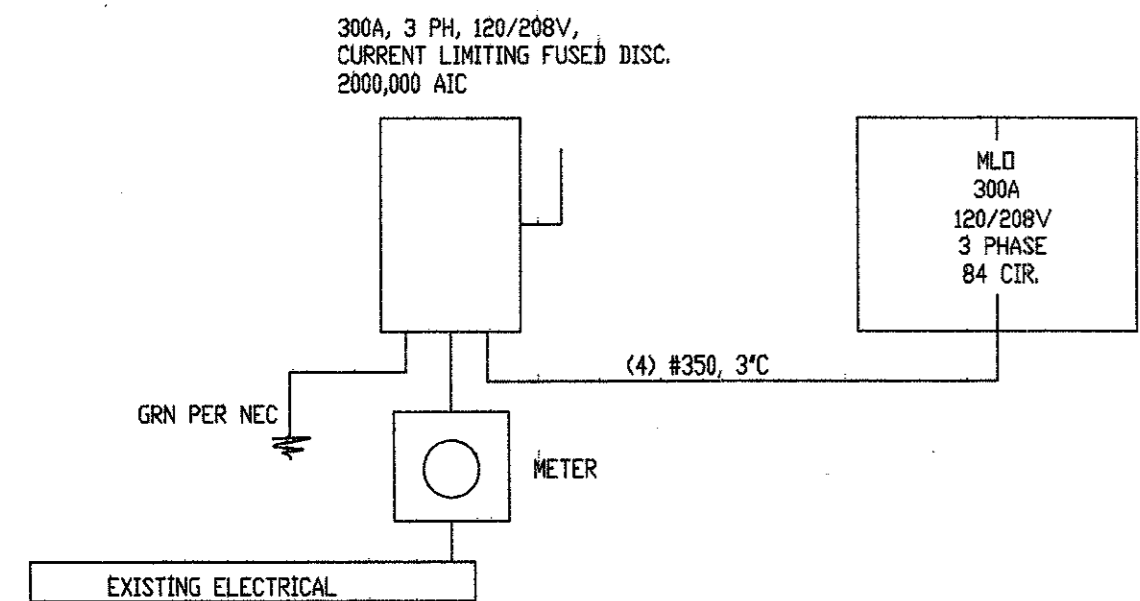 300A, 3 PH, 120/208V,
CURRENT LIMITING FUSED DISC.
2000,000 AIC
MLO
300A
120/208V
3 PHASE
84 CIR.
(4) #350, 3"C
GRN PER NEC
METER
EXISTING ELECTRICAL